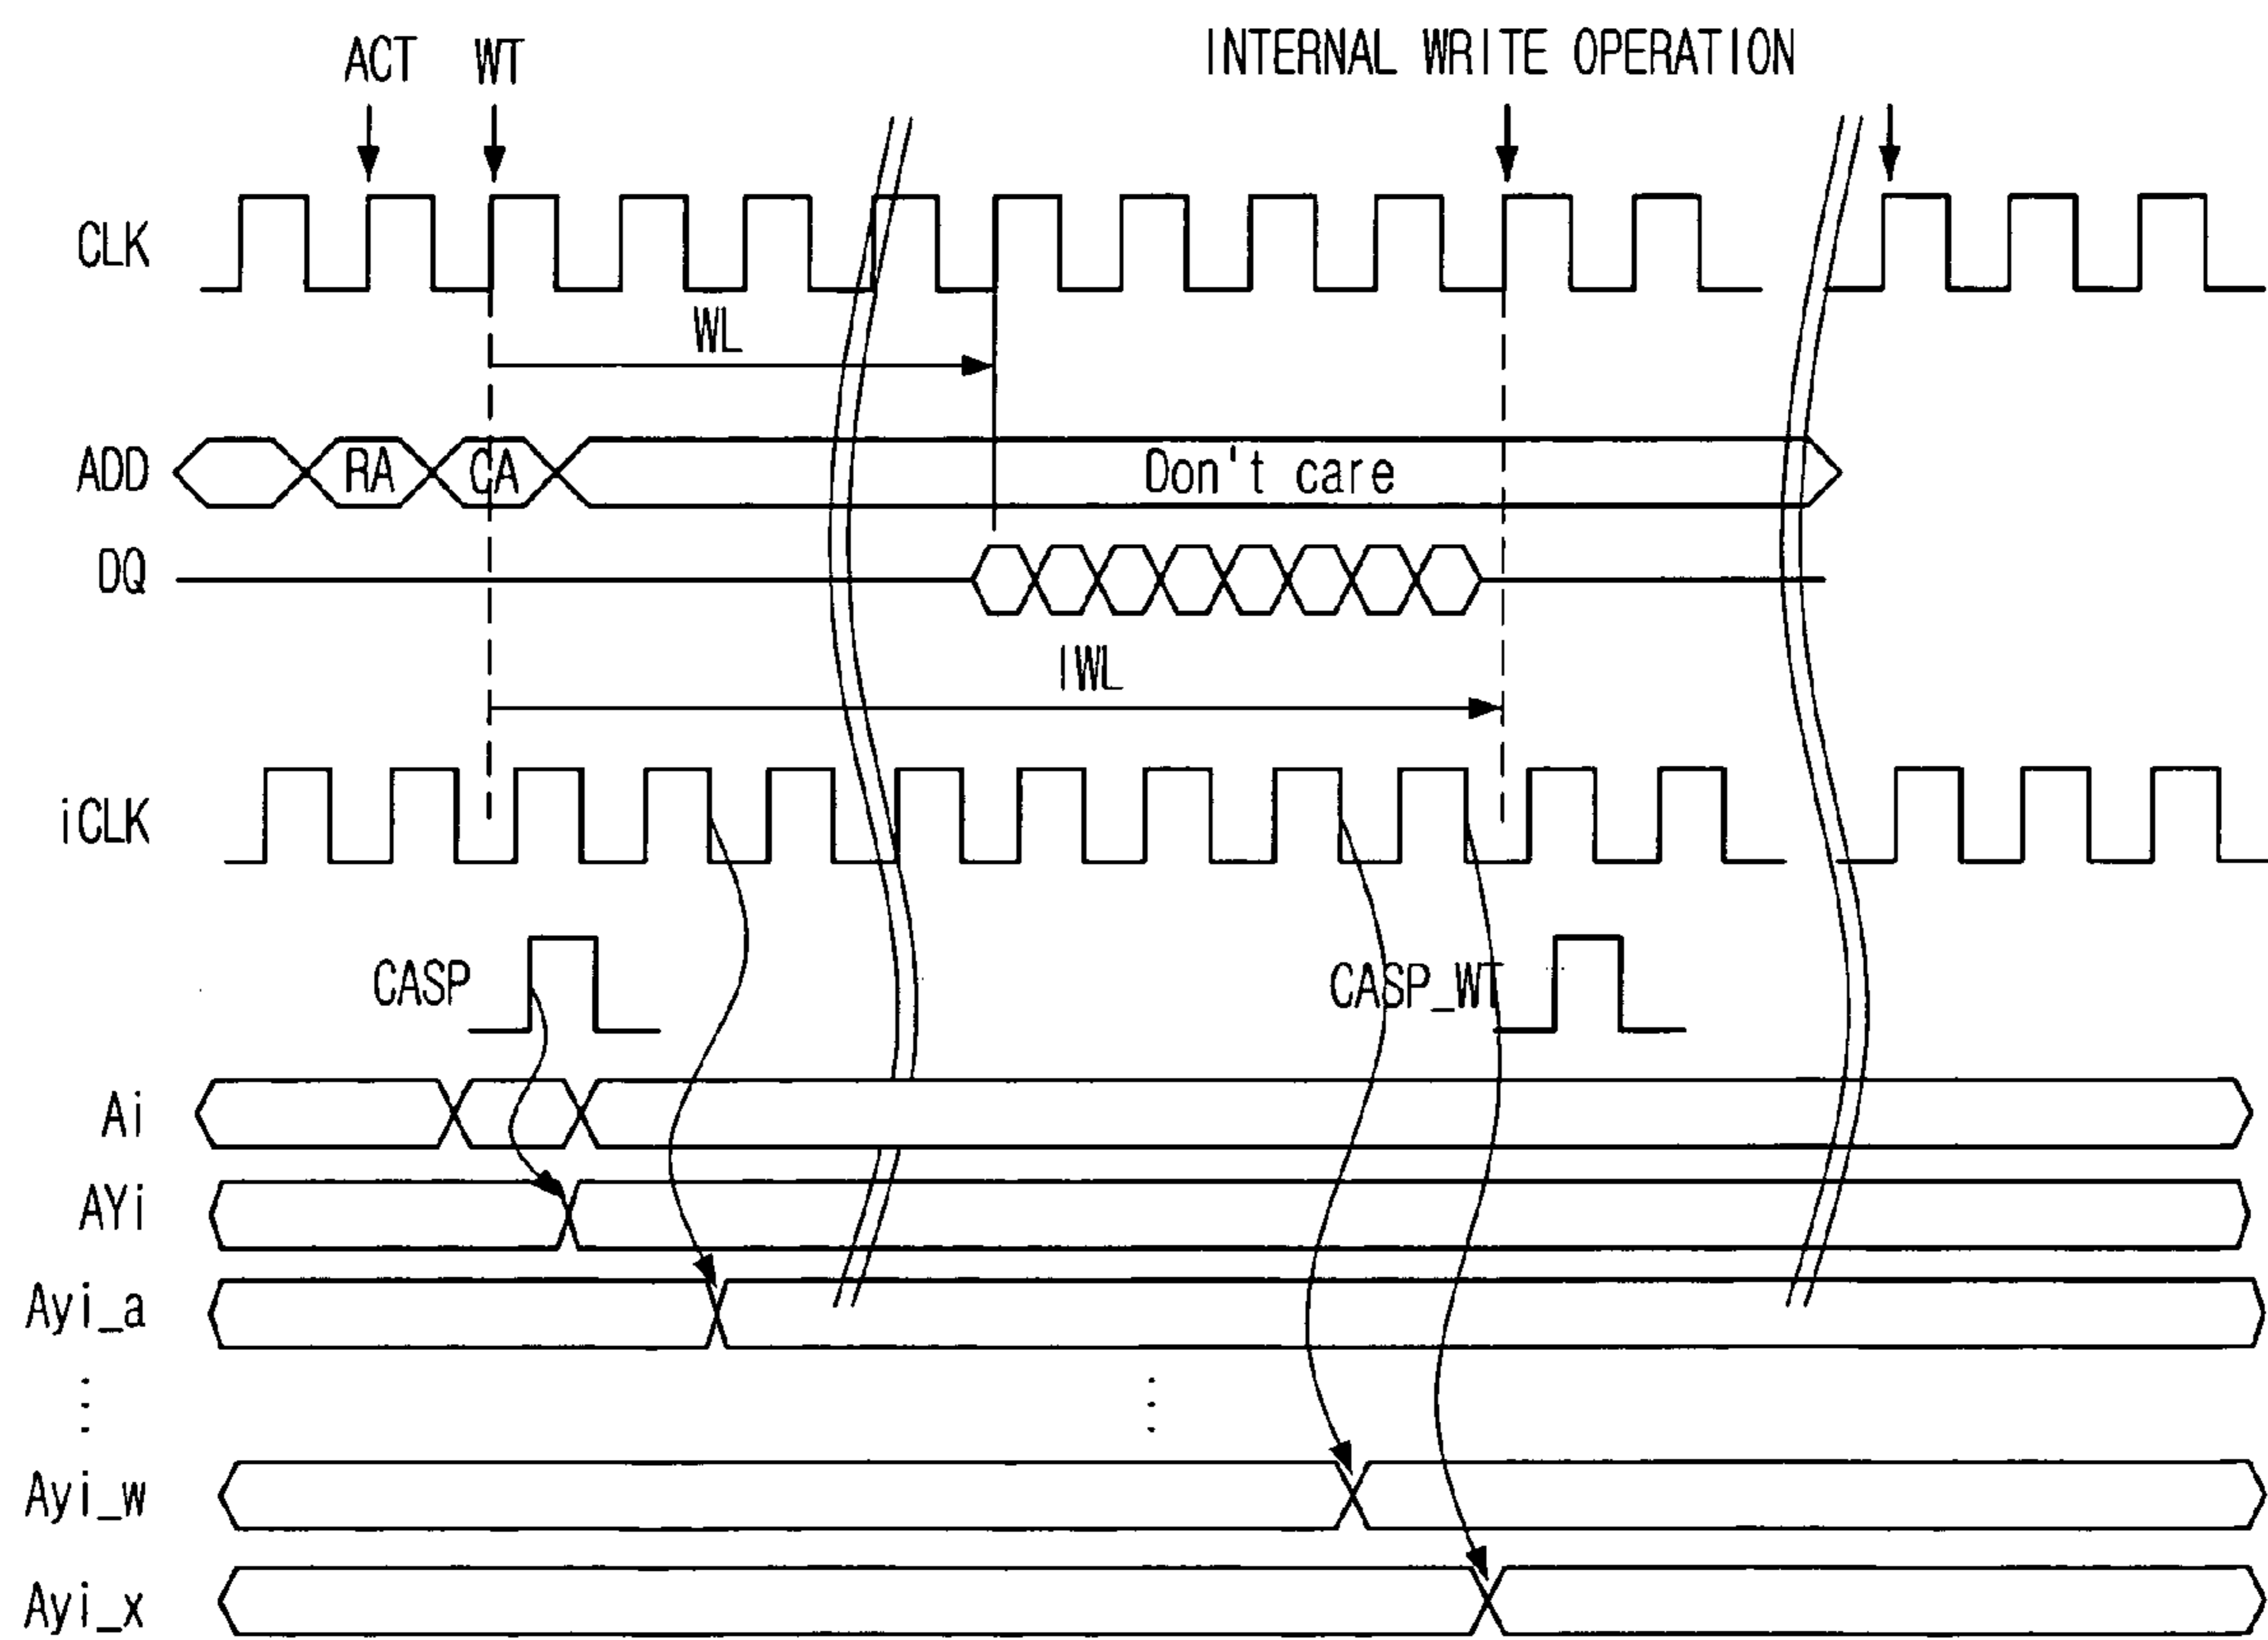 ACT WT INTERNAL WRITE OPERATION
CLK
WL
ADD RA CA Don't care
DQ
IWL
iCLK
CASP CASP_WT
Ai
AYi
Ayi_a
Ayi_w
Ayi_x